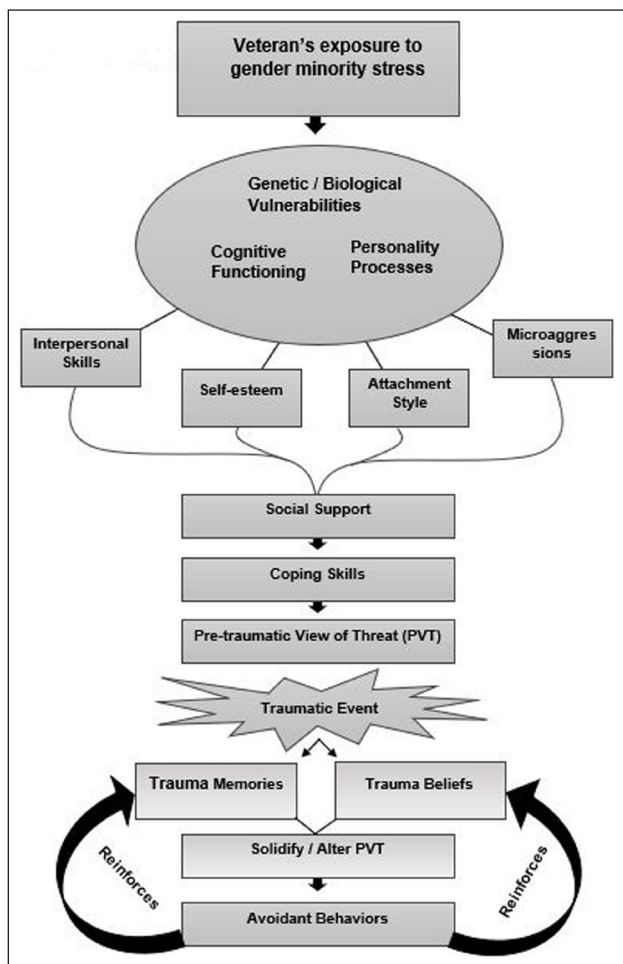 Veteran's exposure to
gender minority stress
Genetic / Biological
Vulnerabilities
Cognitive
Functioning
Personality
Processes
Interpersonal
Skills
Self-esteem
Attachment
Style
Microaggres
sions
Social Support
Coping Skills
Pre-traumatic View of Threat (PVT)
Traumatic Event
Trauma Memories
Trauma Beliefs
Solidify / Alter PVT
Reinforces
Reinforces
Avoidant Behaviors